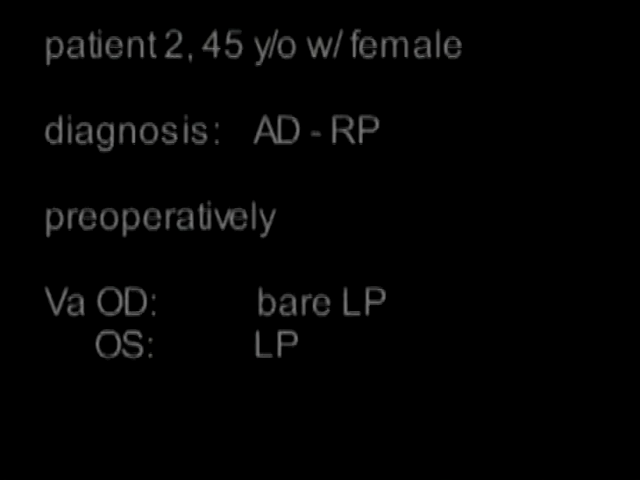 patient 2, 45 y/o w/ female
diagnosis: AD - RP
preoperatively
Va OD: bare LP
OS: LP